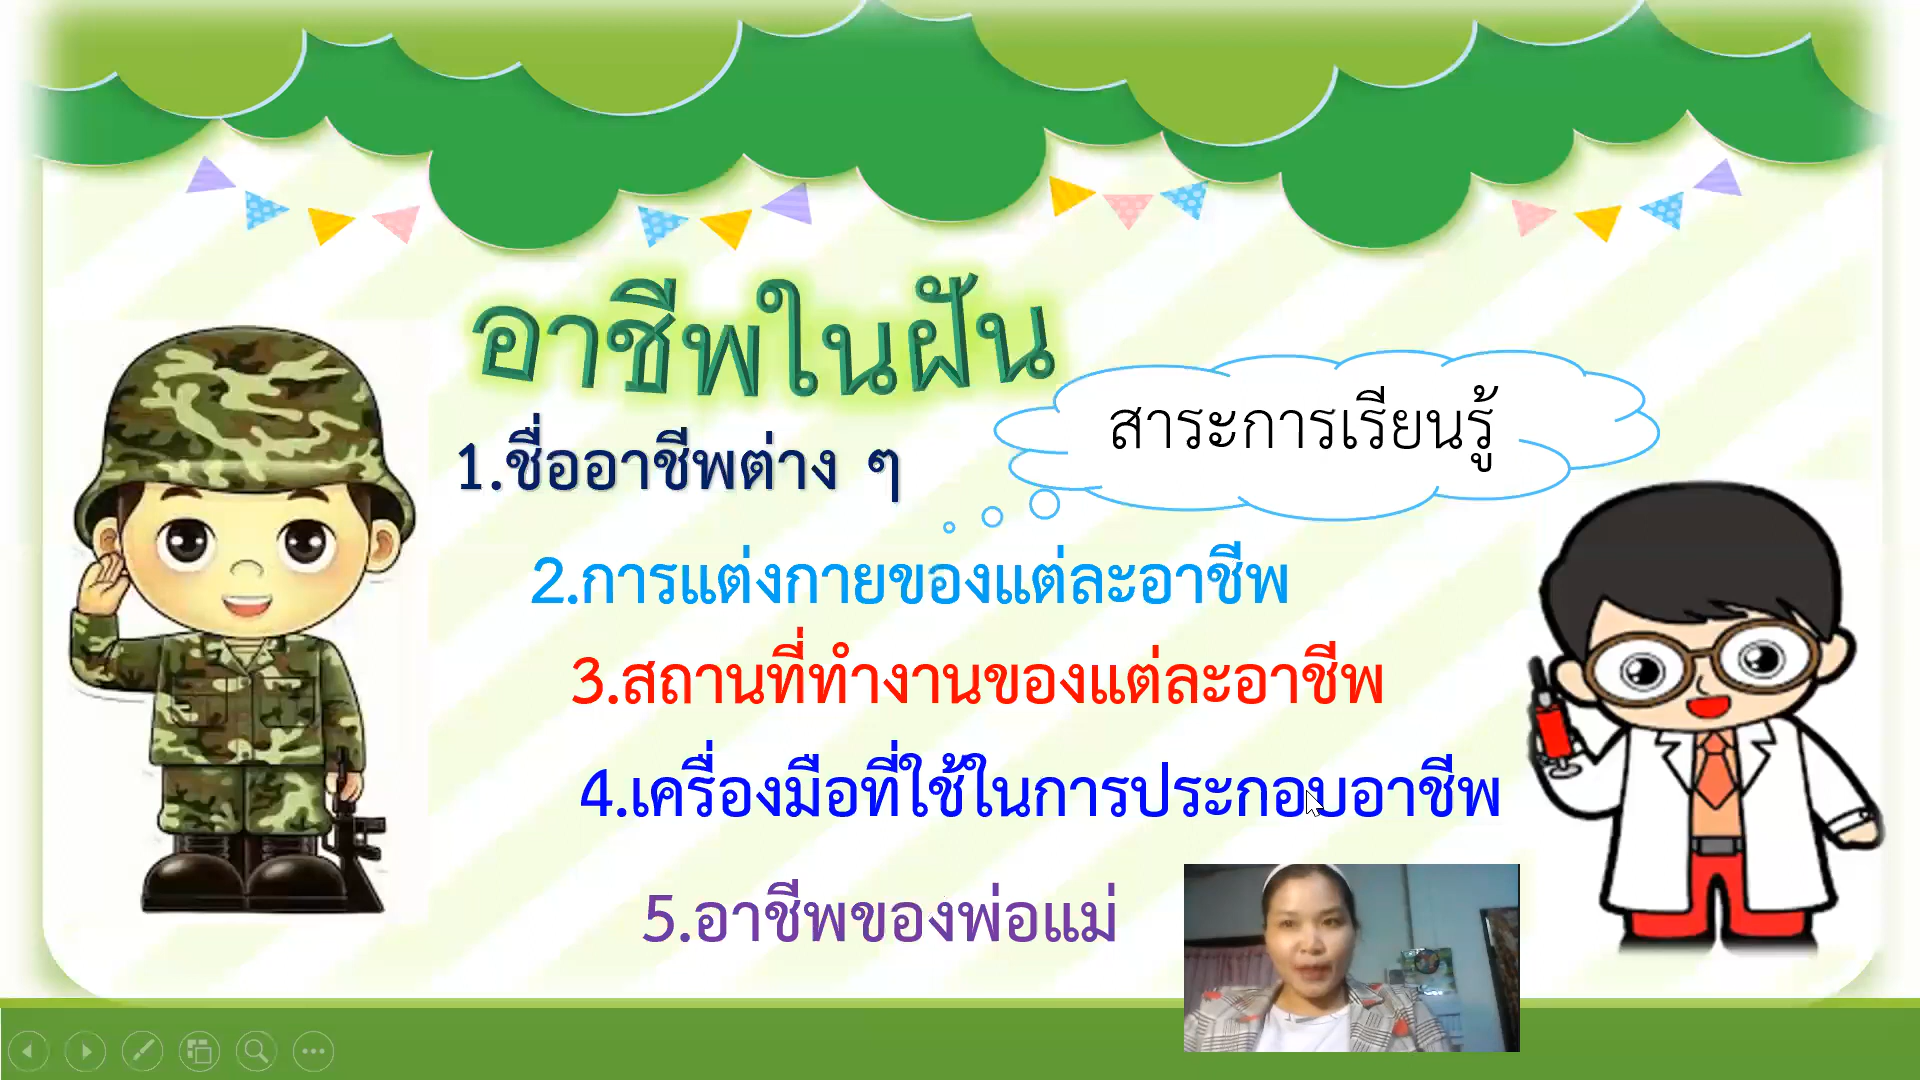 อาชีพในฝัน
สาระการเรียนรู้
1.ชื่ออาชีพต่าง ๆ
2.การแต่งกายของแต่ละอาชีพ
3.สถานที่ทำงานของแต่ละอาชีพ
4.เครื่องมือที่ใช้ในการประกอบอาชีพ
5.อาชีพของพ่อแม่